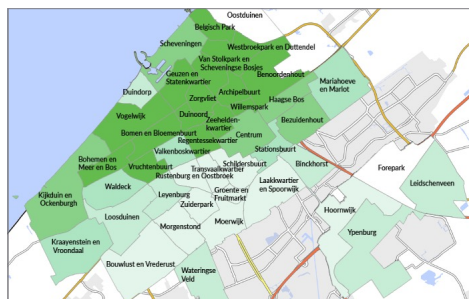 Oostduinen
Belgisch Park
Scheveningen
Westbroekpark en Duttendel
Van Stolkpark en
Scheveningse Bosjes
Geuzen en
Statenkwartier
Benoordenhout
Mariahoeve
en Marlot
Duindorp
Archipelbuurt
Zorgvliet
Willemspark
Haagse Bos
Vogelwijk
Duinoord
Zeehelden-
kwartier
Bezuidenhout
Bomen en Bloemenbuurt
Centrum
Regentessekwartier
Valkenboskwartier
Stationsbuurt
Bohemen en
Meer en Bos
Vruchtenbuurt
Schildersbuurt
Binckhorst
Transvaalkwartier
Rustenburg en Oostbroek
Forepark
Leidschenveen
Kijkduin en
Ockenburgh
Waldeck
Leyenburg
Groente en
Fruitmarkt
Laakkwartier
en Spoorwijk
Zuiderpark
Hoornwijk
Loosduinen
Morgenstond
Moerwijk
Ypenburg
Kraayenstein en
Vroondaal
Bouwlust en Vrederust
Wateringse
Veld